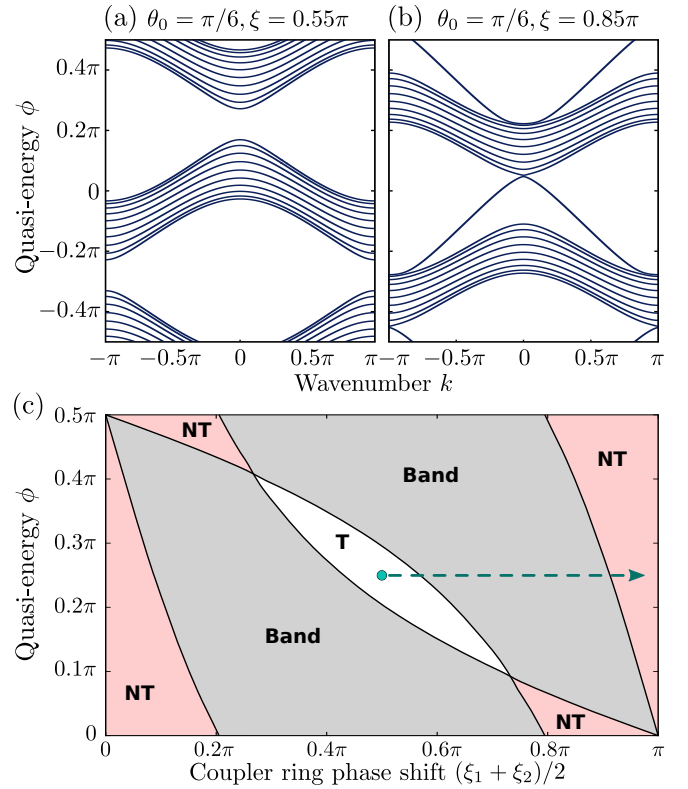 (a) θ₀ = π/6, ξ = 0.55π
(b) θ₀ = π/6, ξ = 0.85π
Quasi-energy ϕ
0.4π
0.2π
0
−0.2π
−0.4π
−π −0.5π 0 0.5π π
−π −0.5π 0 0.5π π
Wavenumber k
(c)
Quasi-energy ϕ
0.5π
0.4π
0.3π
0.2π
0.1π
0
NT
NT
Band
T
Band
NT
NT
0 0.2π 0.4π 0.6π 0.8π π
Coupler ring phase shift (ξ₁ + ξ₂)/2